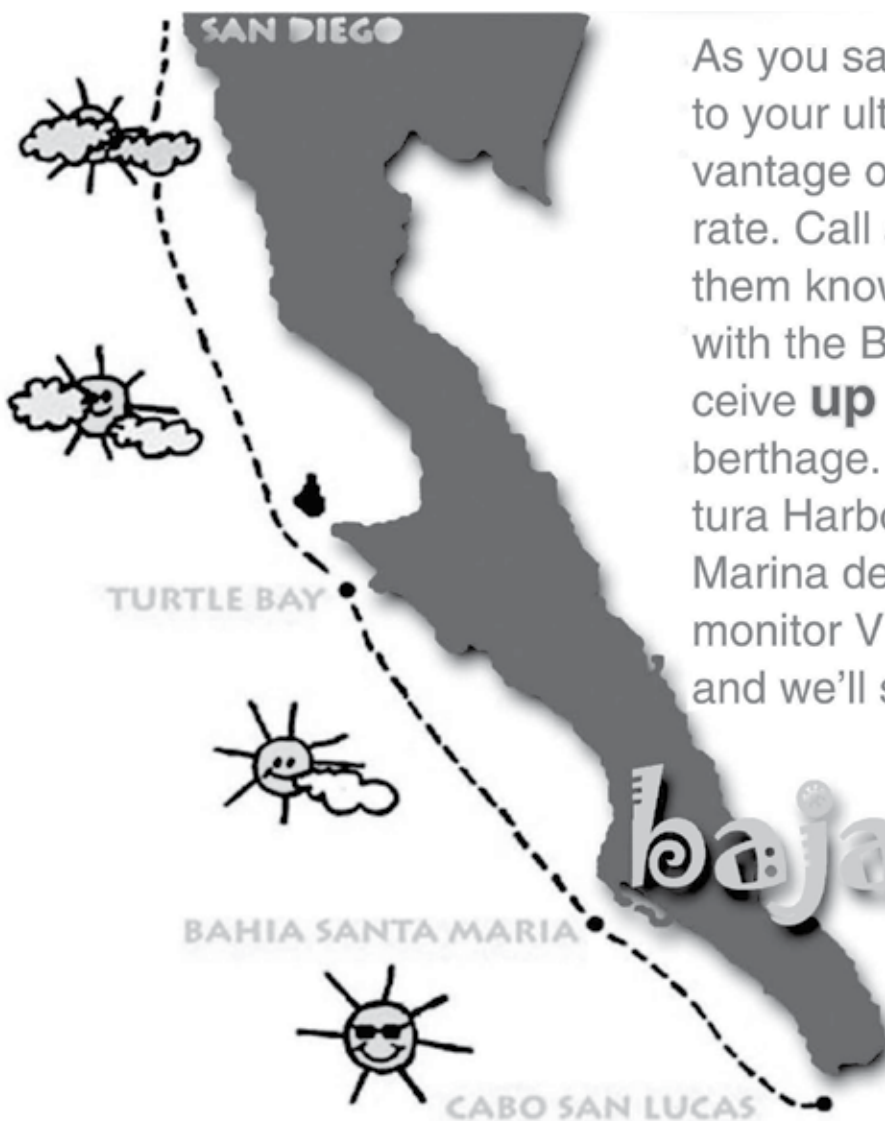 SAN DIEGO
As you sa
to your ult
vantage o
rate. Call
them know
with the B
ceive up
berthage.
tura Harbo
Marina de
monitor V
and we'll s
TURTLE BAY
baja
BAHIA SANTA MARIA
CABO SAN LUCAS